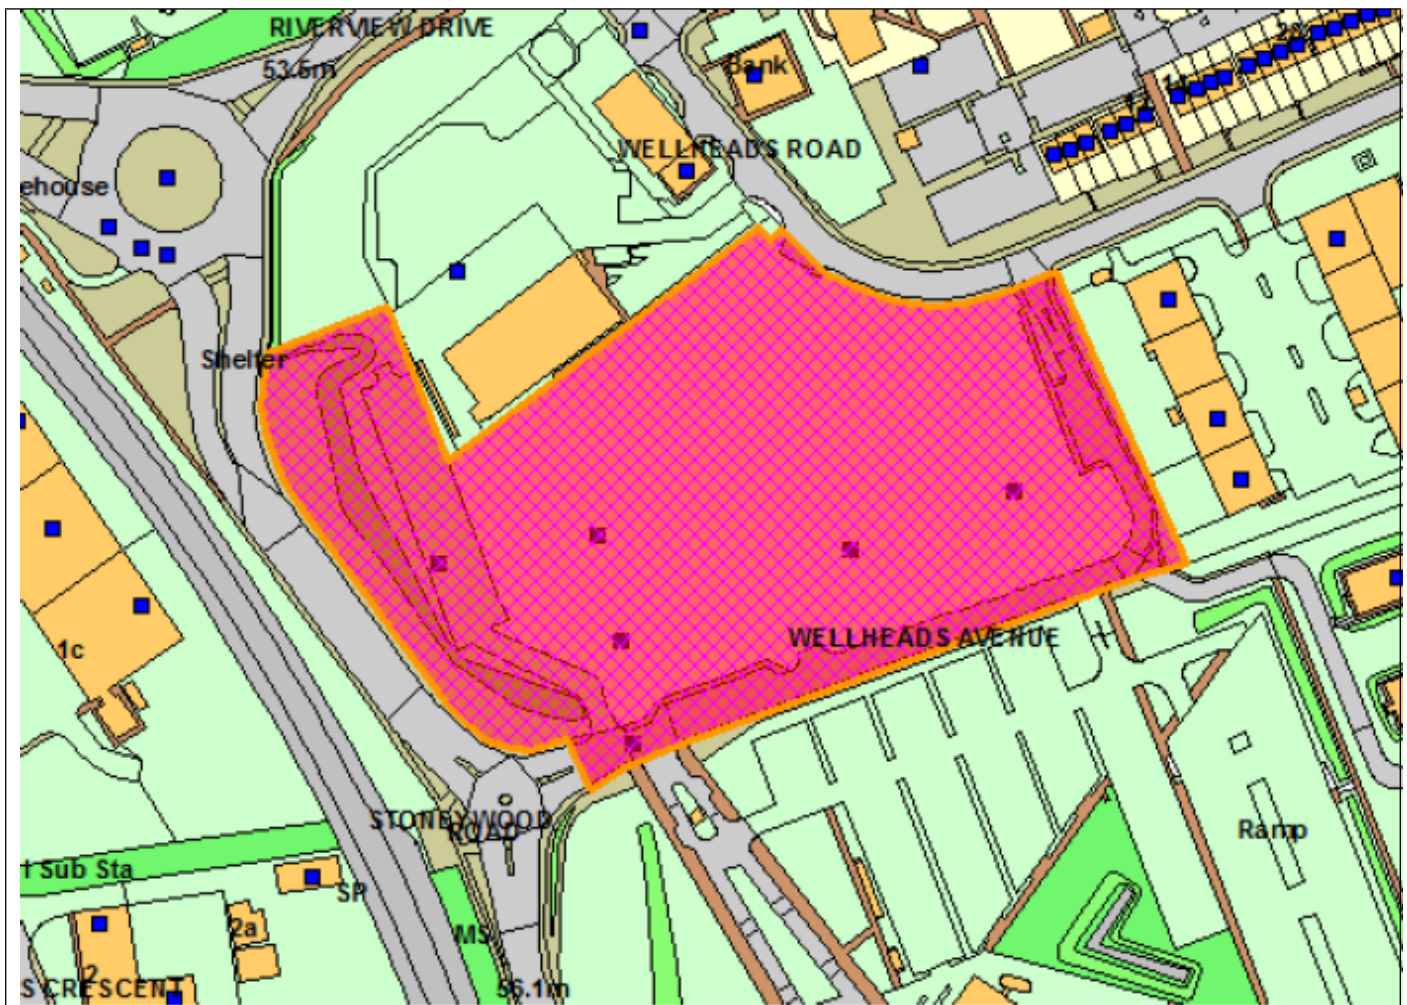 RIVERVIEW DRIVE
53.5m
Bank
WELLHEADS ROAD
ehouse
Shelter
WELLHEADS AVENUE
1c
STONEYWOOD
ROAD
Ramp
l Sub Sta
SP
2a
MS
2
S CRESCENT
56.1m